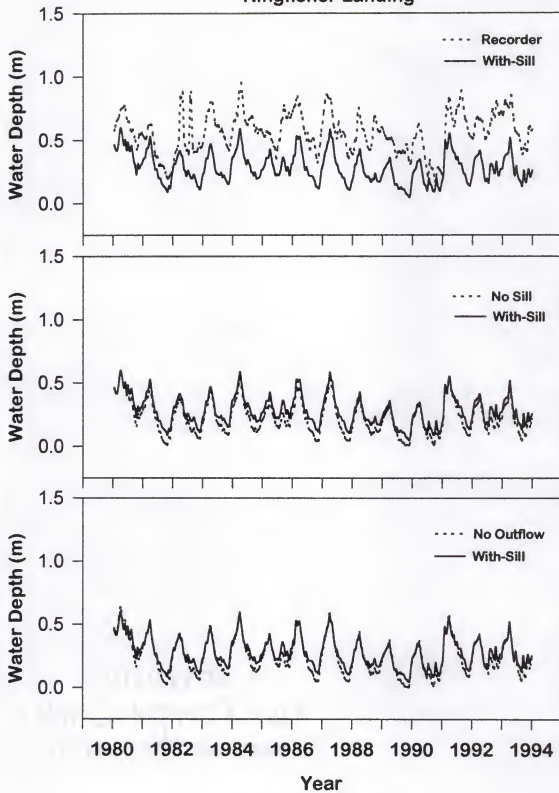 1.5
Recorder
With-Sill
1.0
0.5
0.0
Water Depth (m)
1.5
No Sill
With-Sill
1.0
0.5
0.0
Water Depth (m)
1.5
No Outflow
With-Sill
1.0
0.5
0.0
Water Depth (m)
1980 1982 1984 1986 1988 1990 1992 1994
Year